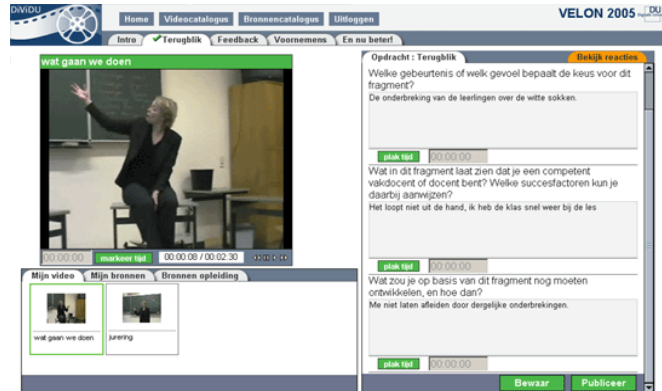 DiViDU
VELON 2005
DU
Home
Videocatalogus
Bronnencatalogus
Uitloggen
Intro
Terugblik
Feedback
Voornemens
En nu beter!
wat gaan we doen
00:00:00
markeer tijd
00:00:08 / 00:02:30
Mijn video
Mijn bronnen
Bronnen opleiding
wat gaan we doen
jurering
Opdracht : Terugblik
Bekijk reacties
Welke gebeurtenis of welk gevoel bepaalt de keus voor dit
fragment?
De onderbreking van de leerlingen over de witte sokken.
plak tijd
00:00:00
Wat in dit fragment laat zien dat je een competent
vakdocent of docent bent? Welke succesfactoren kun je
daarbij aanwijzen?
Het loopt niet uit de hand, ik heb de klas snel weer bij de les
plak tijd
00:00:00
Wat zou je op basis van dit fragment nog moeten
ontwikkelen, en hoe dan?
Me niet laten afleiden door dergelijke onderbrekingen.
plak tijd
00:00:00
Bewaar
Publiceer